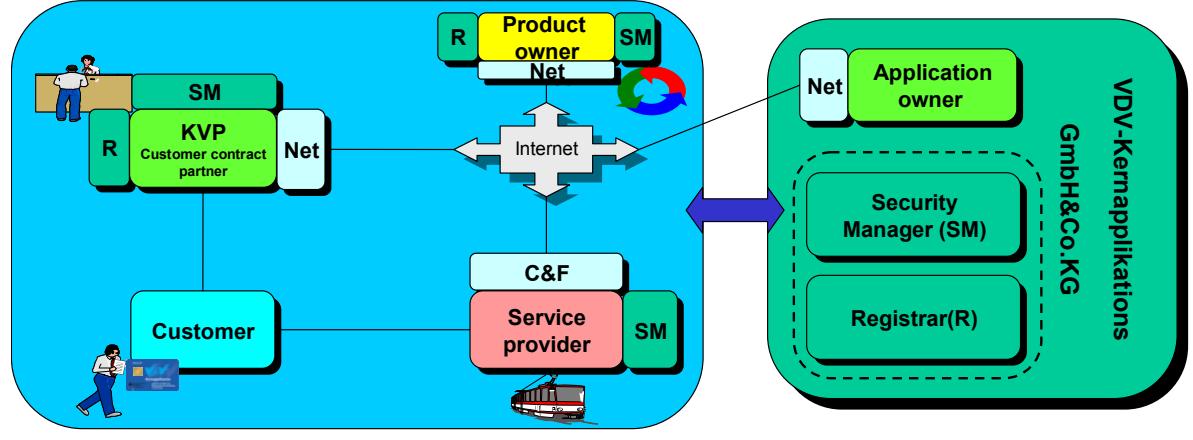 R
Product
owner
SM
Net
SM
R
KVP
Customer contract
partner
Net
Internet
C&F
Service
provider
SM
Customer
Net
Application
owner
Security
Manager (SM)
Registrar(R)
VDV-Kernapplikations
GmbH&Co.KG